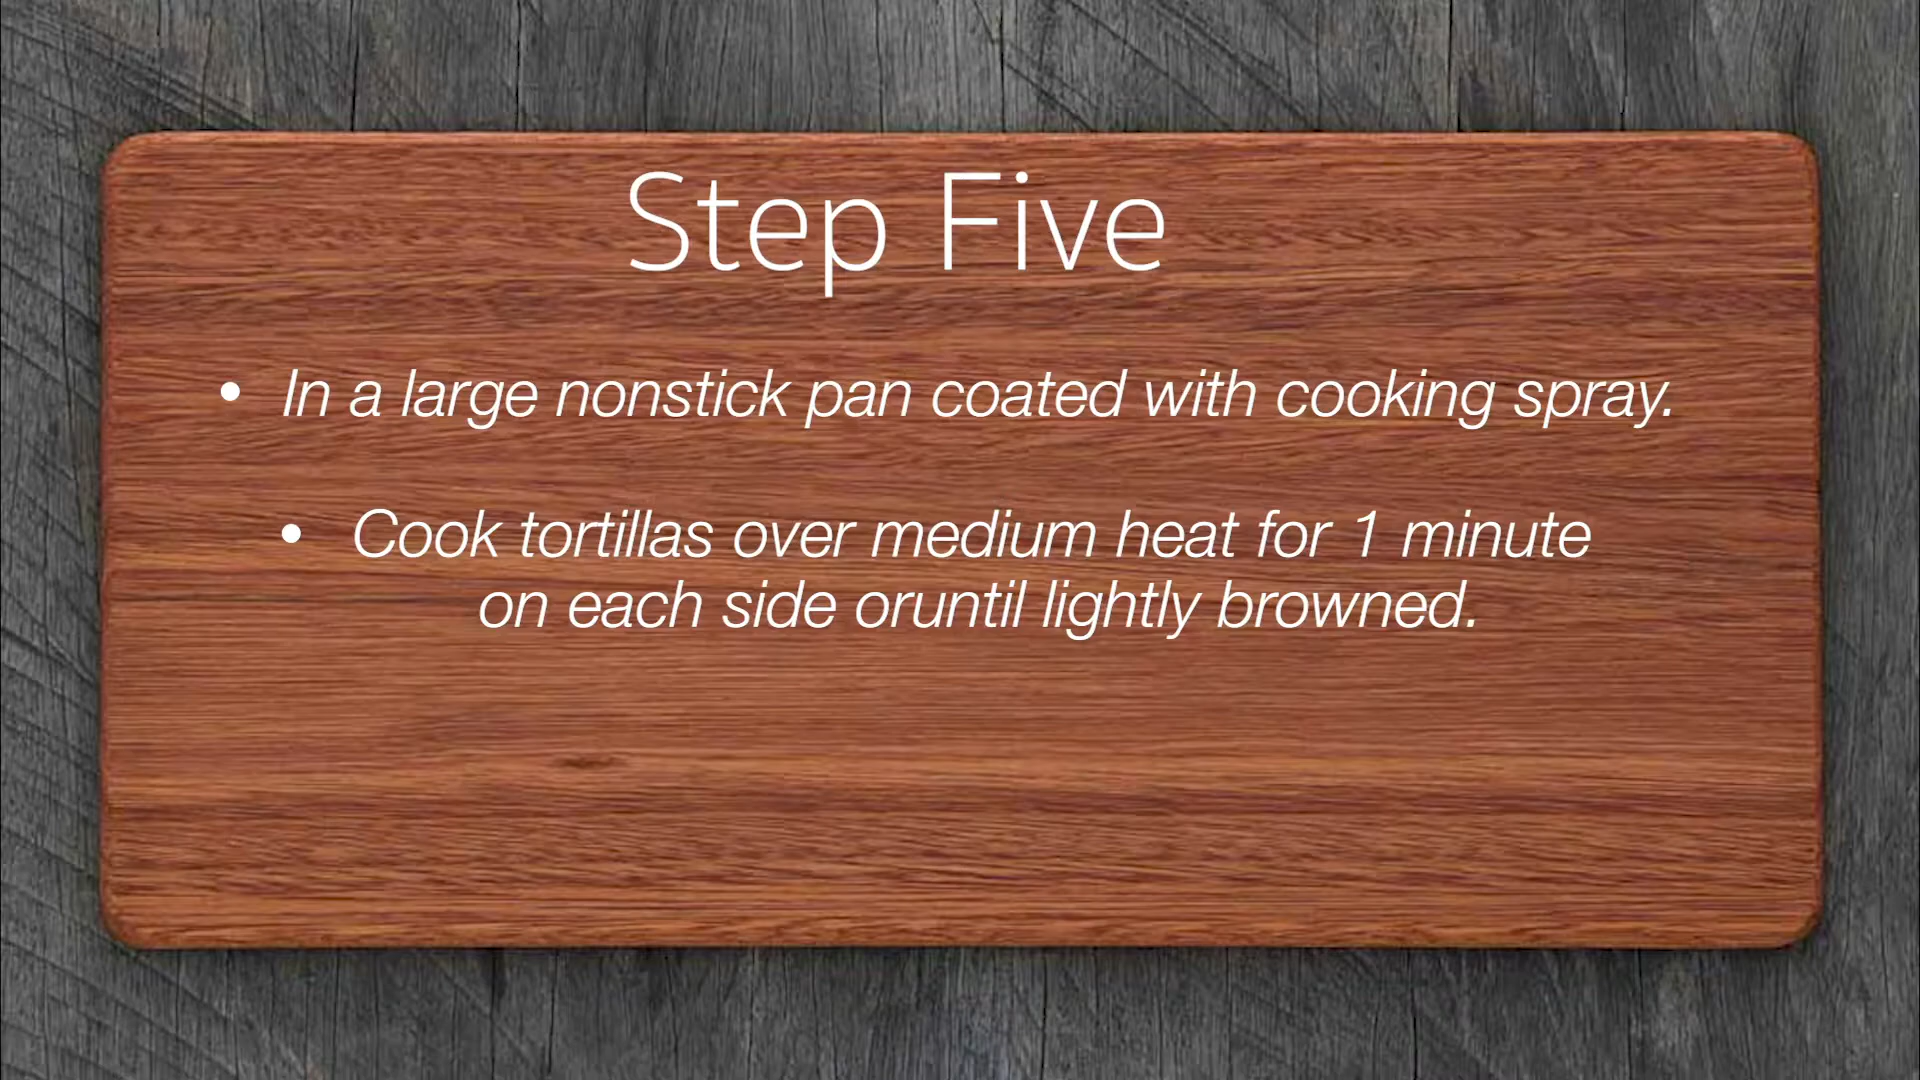 Step Five
• In a large nonstick pan coated with cooking spray.
• Cook tortillas over medium heat for 1 minute
on each side oruntil lightly browned.